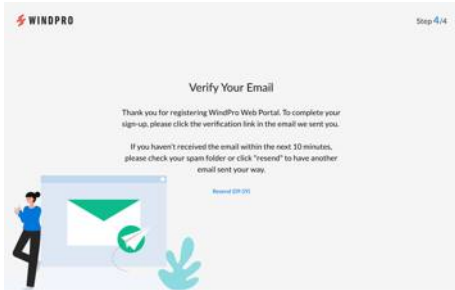 WINDPRO
Step 4/4
Verify Your Email
Thank you for registering WindPro Web Portal. To complete your
sign-up, please click the verification link in the email we sent you.
If you haven't received the email within the next 10 minutes,
please check your spam folder or click "resend" to have another
email sent your way.
Resend